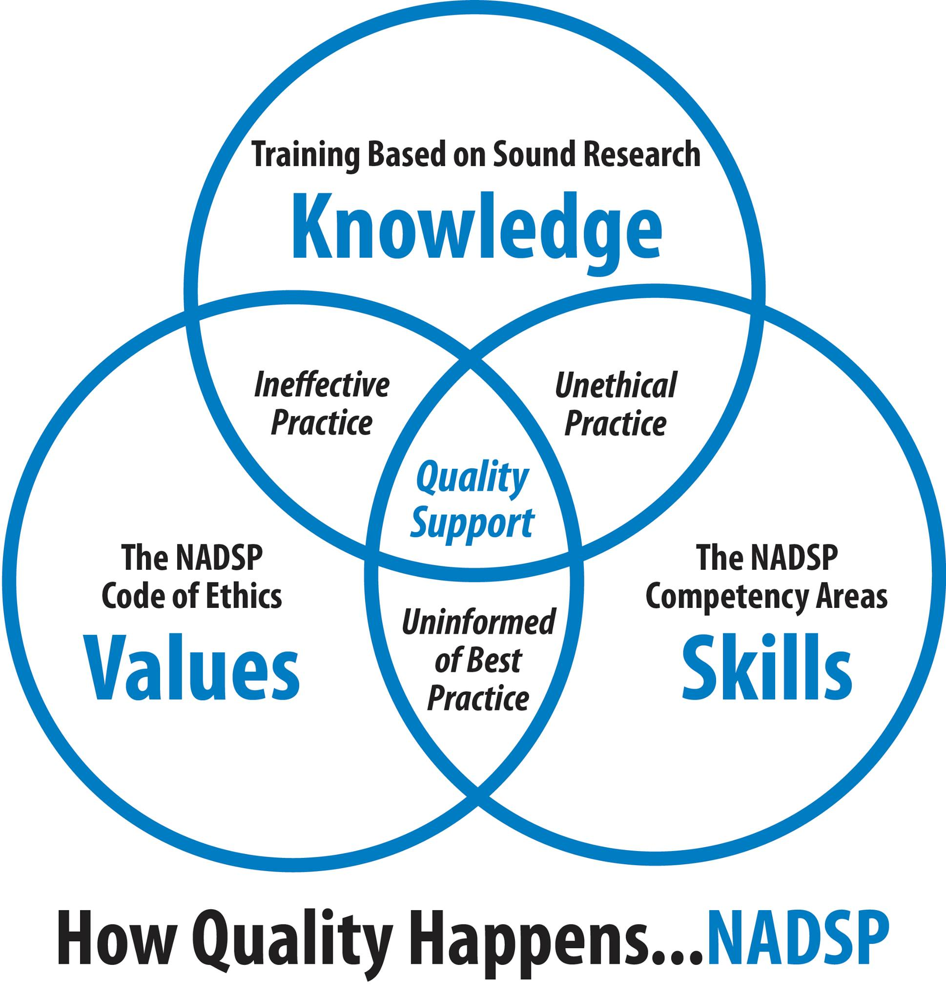 Training Based on Sound Research
Knowledge
Ineffective
Practice
Unethical
Practice
Quality
Support
The NADSP
Code of Ethics
Values
The NADSP
Competency Areas
Skills
Uninformed
of Best
Practice
How Quality Happens...NADSP